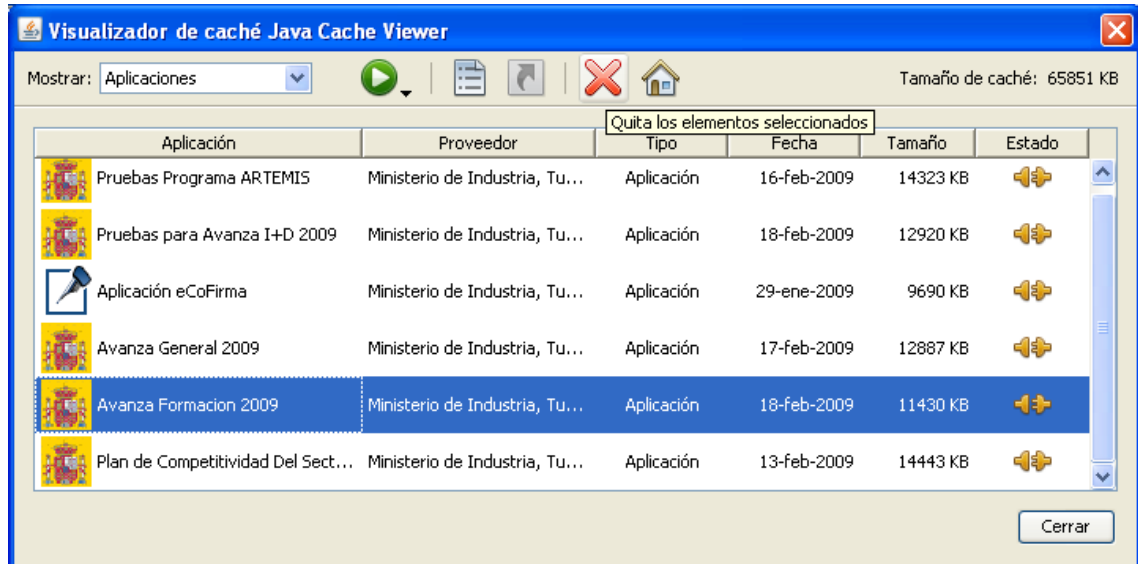 Visualizador de caché Java Cache Viewer
Mostrar: Aplicaciones Tamaño de caché: 65851 KB
Quita los elementos seleccionados
Aplicación Proveedor Tipo Fecha Tamaño Estado
Pruebas Programa ARTEMIS Ministerio de Industria, Tu... Aplicación 16-feb-2009 14323 KB
Pruebas para Avanza I+D 2009 Ministerio de Industria, Tu... Aplicación 18-feb-2009 12920 KB
Aplicación eCoFirma Ministerio de Industria, Tu... Aplicación 29-ene-2009 9690 KB
Avanza General 2009 Ministerio de Industria, Tu... Aplicación 17-feb-2009 12887 KB
Avanza Formacion 2009 Ministerio de Industria, Tu... Aplicación 18-feb-2009 11430 KB
Plan de Competitividad Del Sect... Ministerio de Industria, Tu... Aplicación 13-feb-2009 14443 KB
Cerrar